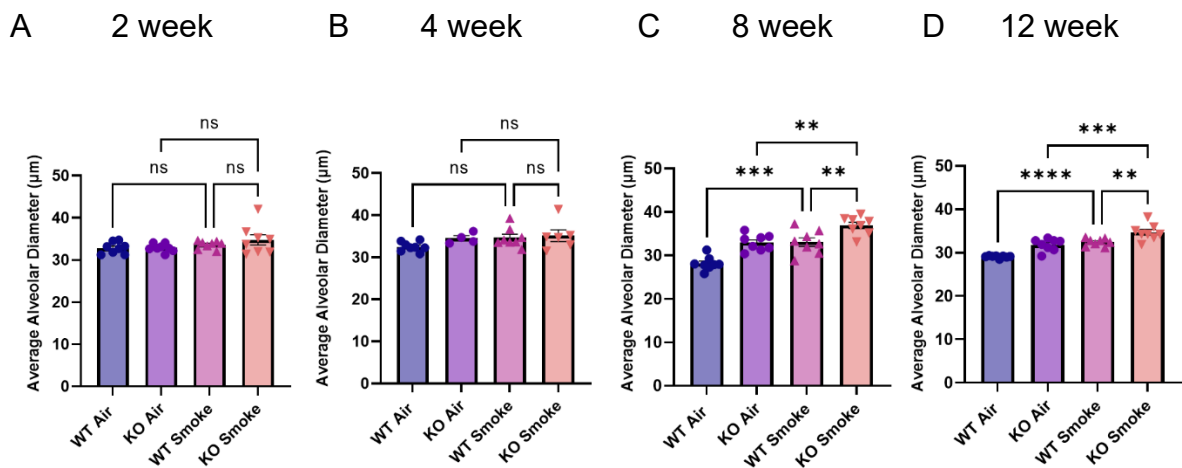 A 2 week
B 4 week
C 8 week
D 12 week
ns
ns
ns
Average Alveolar Diameter (µm)
50
40
30
20
10
0
WT Air
KO Air
WT Smoke
KO Smoke
ns
ns
ns
Average Alveolar Diameter (µm)
50
40
30
20
10
0
WT Air
KO Air
WT Smoke
KO Smoke
**
***
**
Average Alveolar Diameter (µm)
50
40
30
20
10
0
WT Air
KO Air
WT Smoke
KO Smoke
***
****
**
Average Alveolar Diameter (µm)
50
40
30
20
10
0
WT Air
KO Air
WT Smoke
KO Smoke